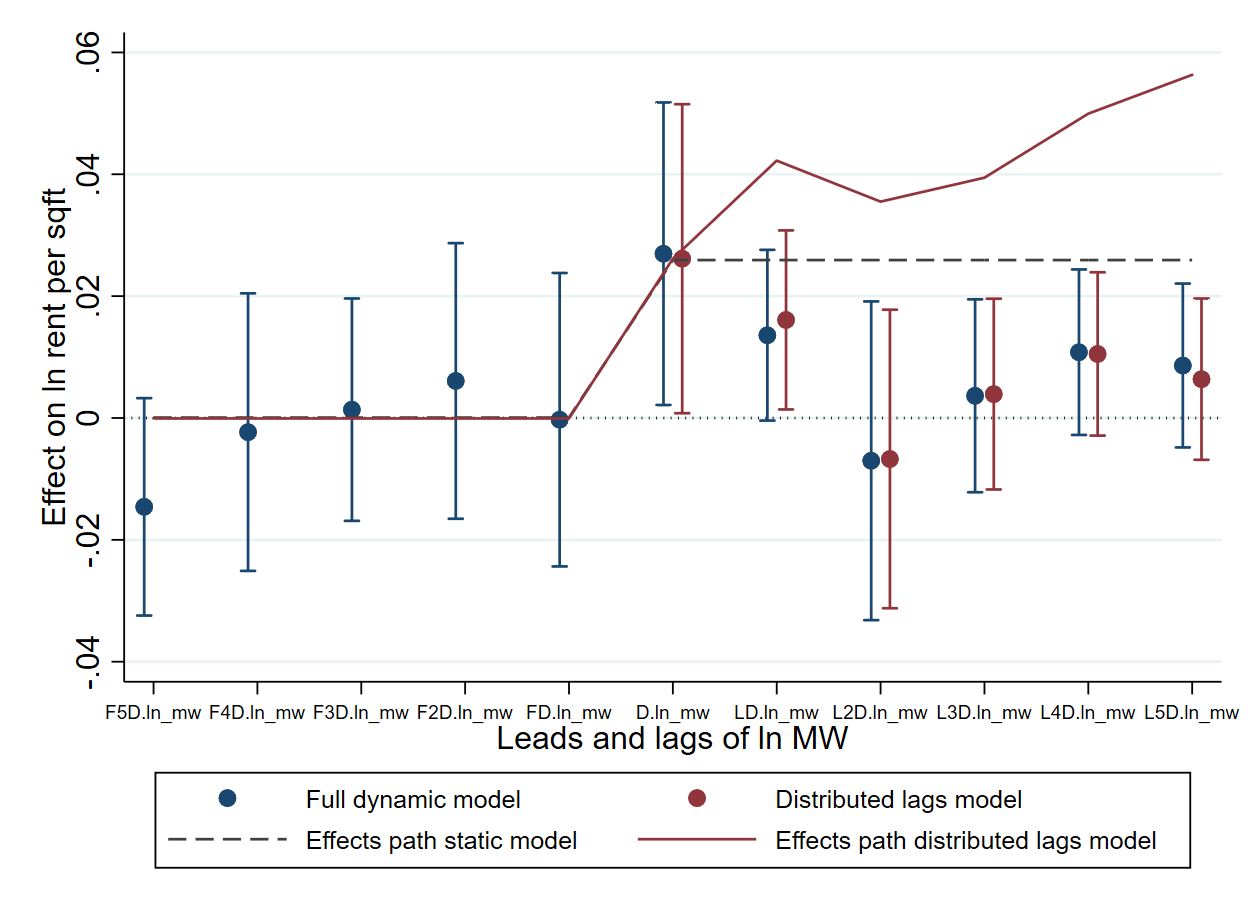 Effect on ln rent per sqft
.06
.04
.02
0
-.02
-.04
F5D.ln_mw F4D.ln_mw F3D.ln_mw F2D.ln_mw FD.ln_mw D.ln_mw LD.ln_mw L2D.ln_mw L3D.ln_mw L4D.ln_mw L5D.ln_mw
Leads and lags of ln MW
Full dynamic model Distributed lags model
Effects path static model Effects path distributed lags model